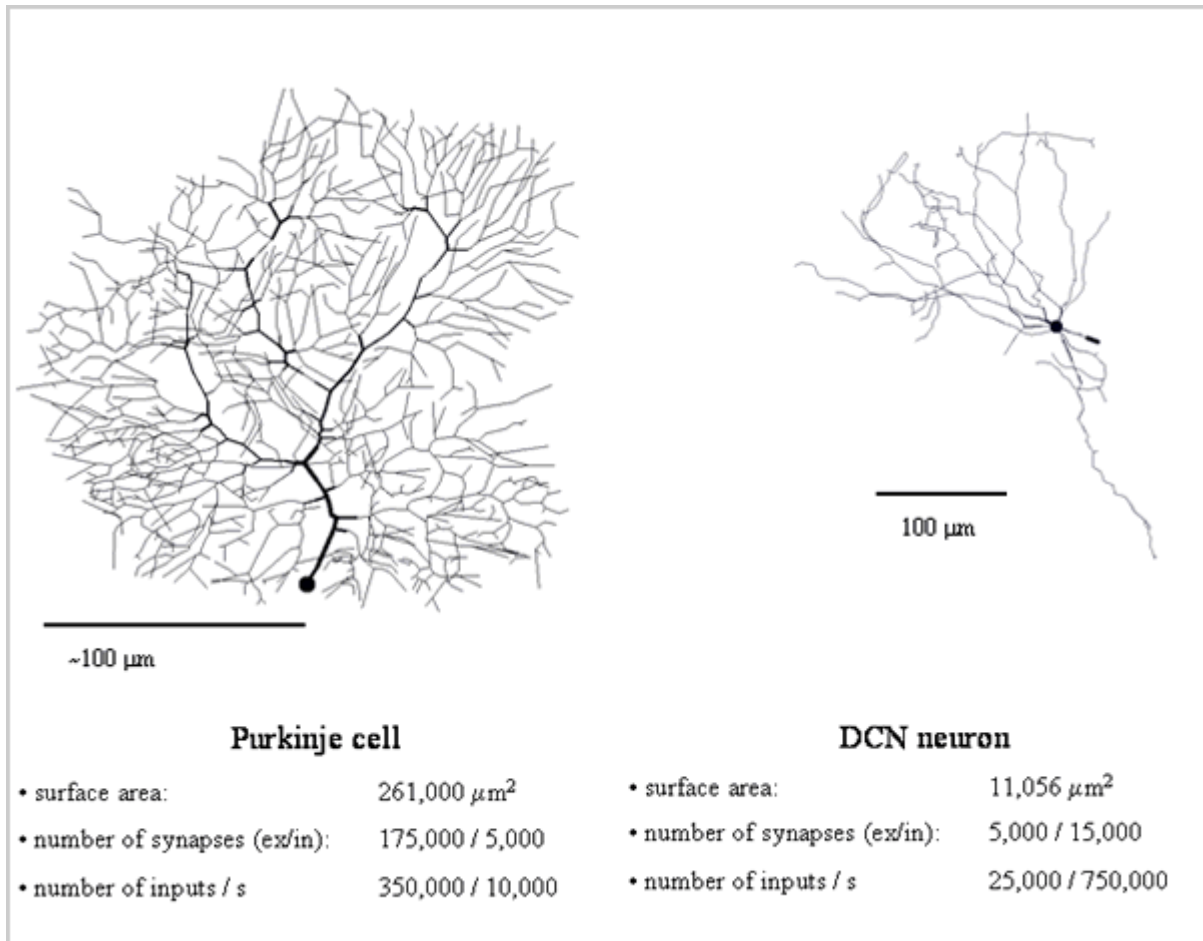 ~100 µm
100 µm
Purkinje cell
• surface area: 261,000 µm²
• number of synapses (ex/in): 175,000 / 5,000
• number of inputs / s 350,000 / 10,000
DCN neuron
• surface area: 11,056 µm²
• number of synapses (ex/in): 5,000 / 15,000
• number of inputs / s 25,000 / 750,000